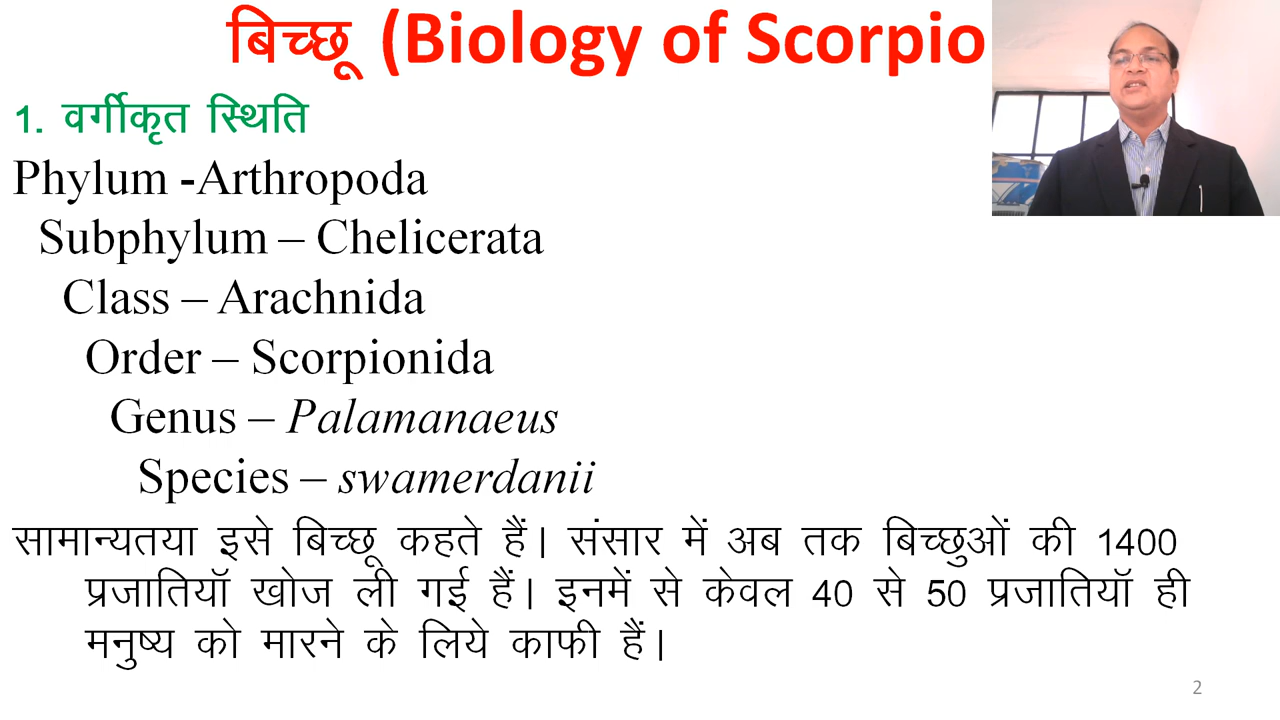 बिच्छू (Biology of Scorpio
1. वर्गीकृत स्थिति
Phylum -Arthropoda
Subphylum – Chelicerata
Class – Arachnida
Order – Scorpionida
Genus – Palamanaeus
Species – swamerdanii
सामान्यतया इसे बिच्छू कहते हैं। संसार में अब तक बिच्छुओं की 1400
प्रजातियॉ खोज ली गई हैं। इनमें से केवल 40 से 50 प्रजातियॉ ही
मनुष्य को मारने के लिये काफी हैं।
2